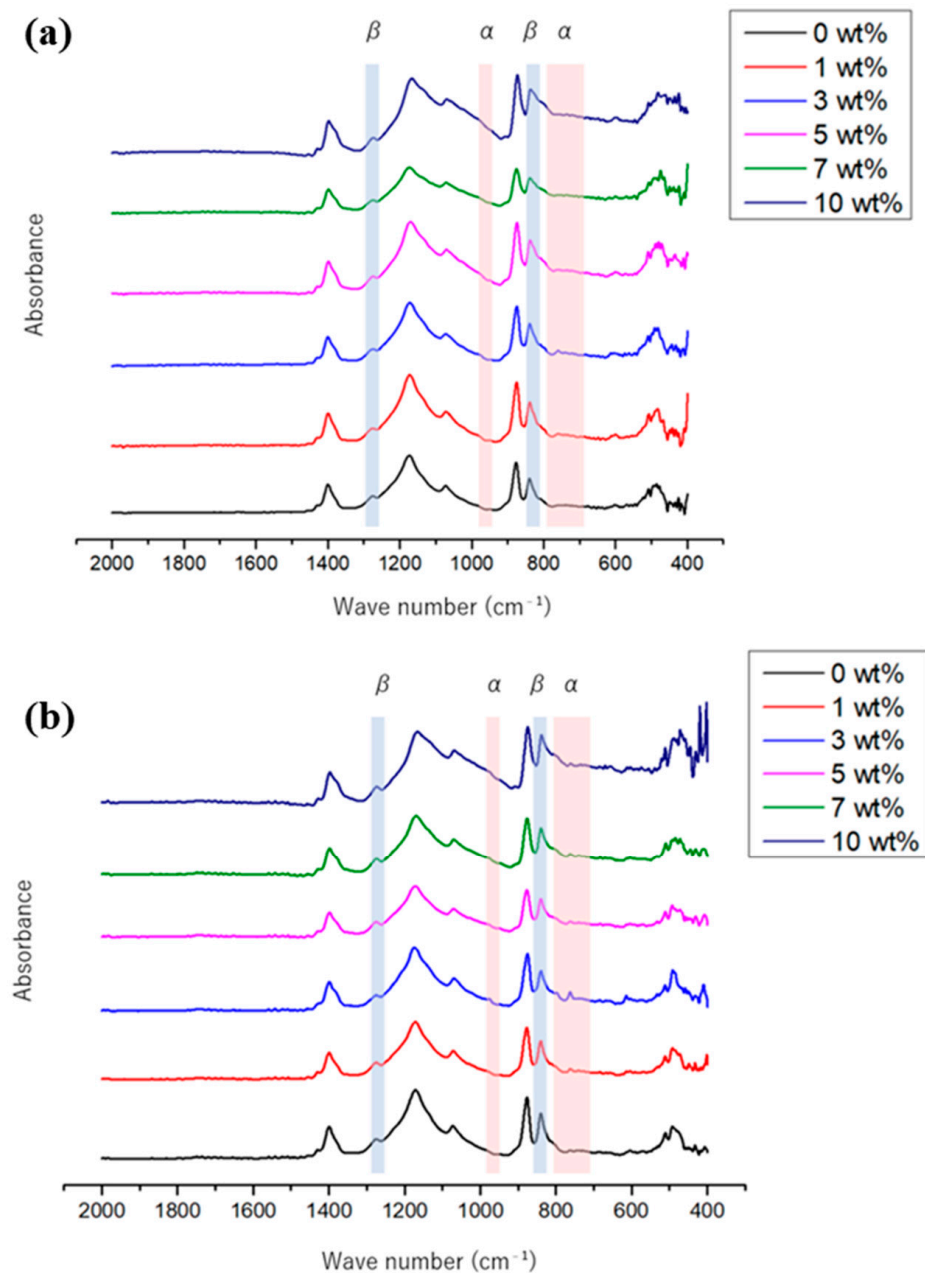 (a)
β α β α
0 wt%
1 wt%
3 wt%
5 wt%
7 wt%
10 wt%
Absorbance
2000 1800 1600 1400 1200 1000 800 600 400
Wave number (cm⁻¹)
(b)
β α β α
0 wt%
1 wt%
3 wt%
5 wt%
7 wt%
10 wt%
Absorbance
2000 1800 1600 1400 1200 1000 800 600 400
Wave number (cm⁻¹)